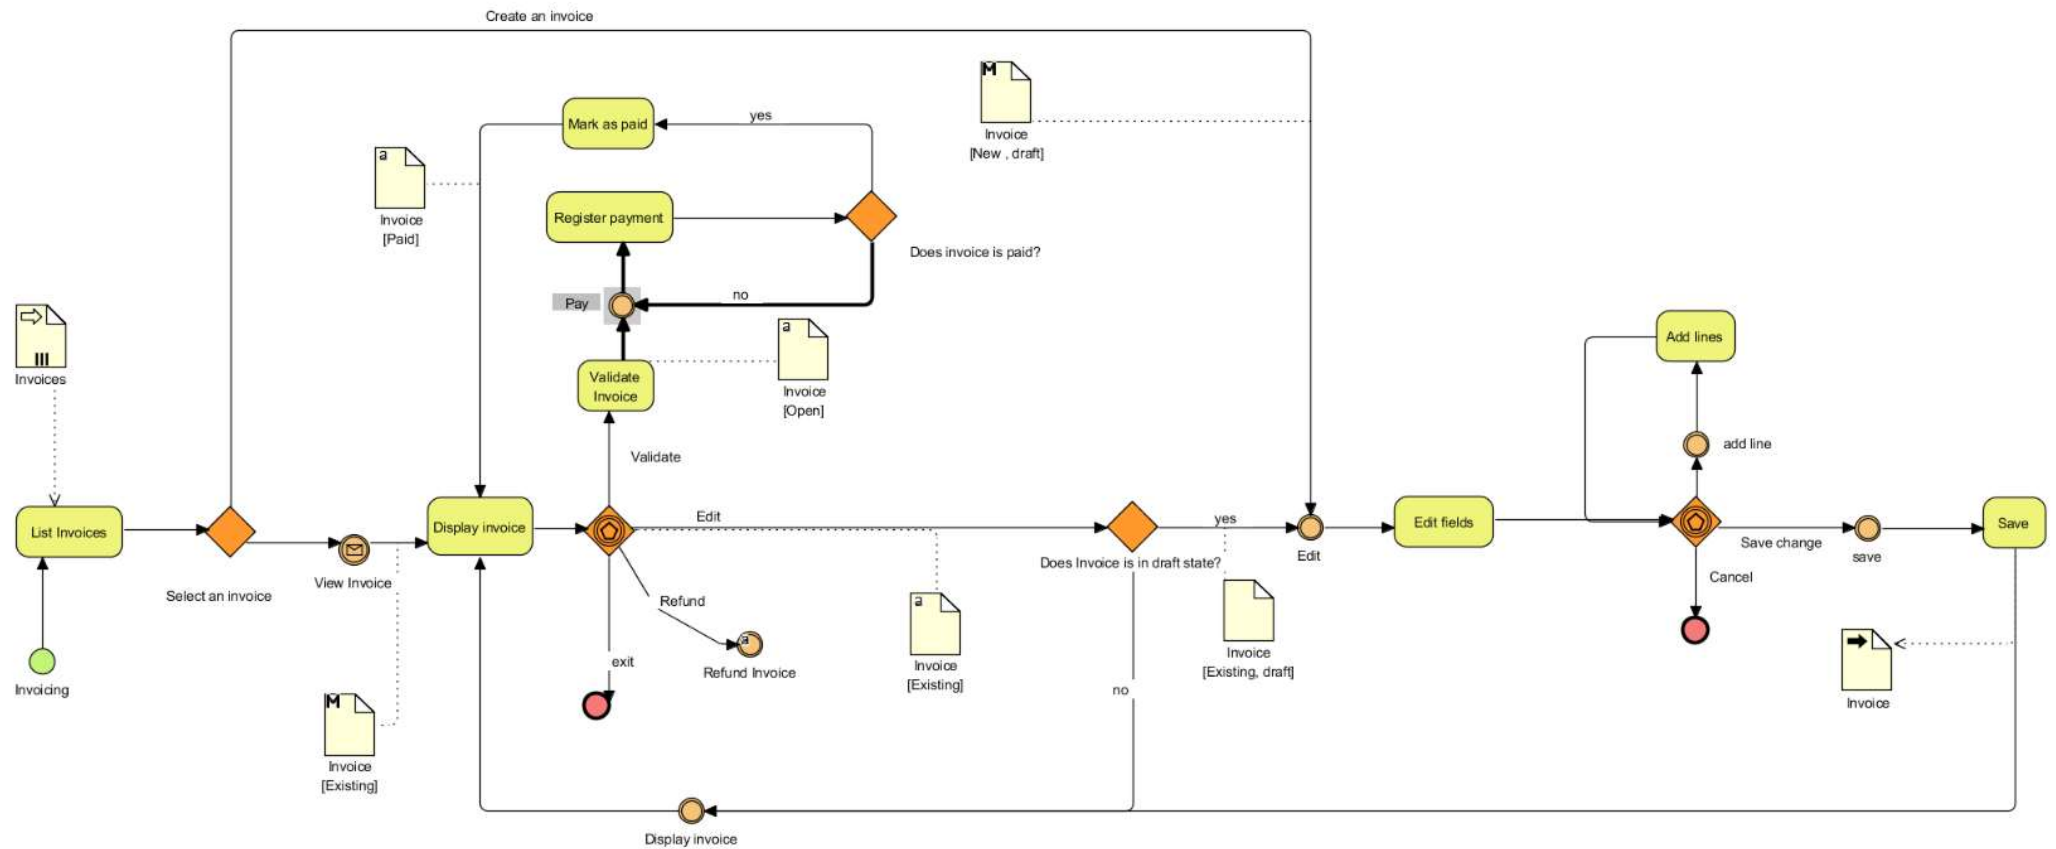 Create an invoice
M
Mark as paid
yes
Invoice
[New , draft]
a
Invoice
[Paid]
Register payment
Does invoice is paid?
Pay
no
a
Invoice
[Open]
Invoices
Validate
Invoice
Add lines
add line
Validate
List Invoices
Display invoice
Edit
yes
Edit fields
Save
Select an invoice
View Invoice
Does Invoice is in draft state?
Edit
Save change
save
Cancel
Refund
a
Refund Invoice
exit
a
Invoice
[Existing]
Invoice
[Existing, draft]
no
Invoice
Invoicing
M
Invoice
[Existing]
Display invoice